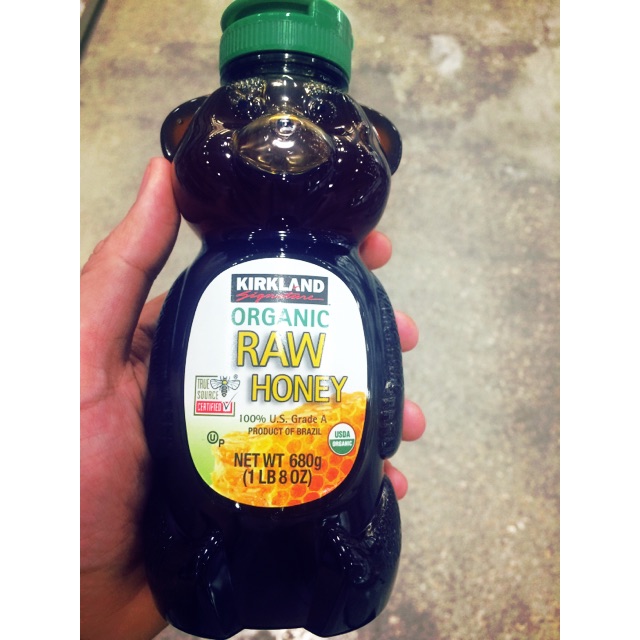 KIRKLAND
Signature
ORGANIC
RAW
HONEY
TRUE
SOURCE
CERTIFIED
100% U.S. Grade A
PRODUCT OF BRAZIL
USDA
ORGANIC
U P
NET WT 680g
(1 LB 8 OZ)